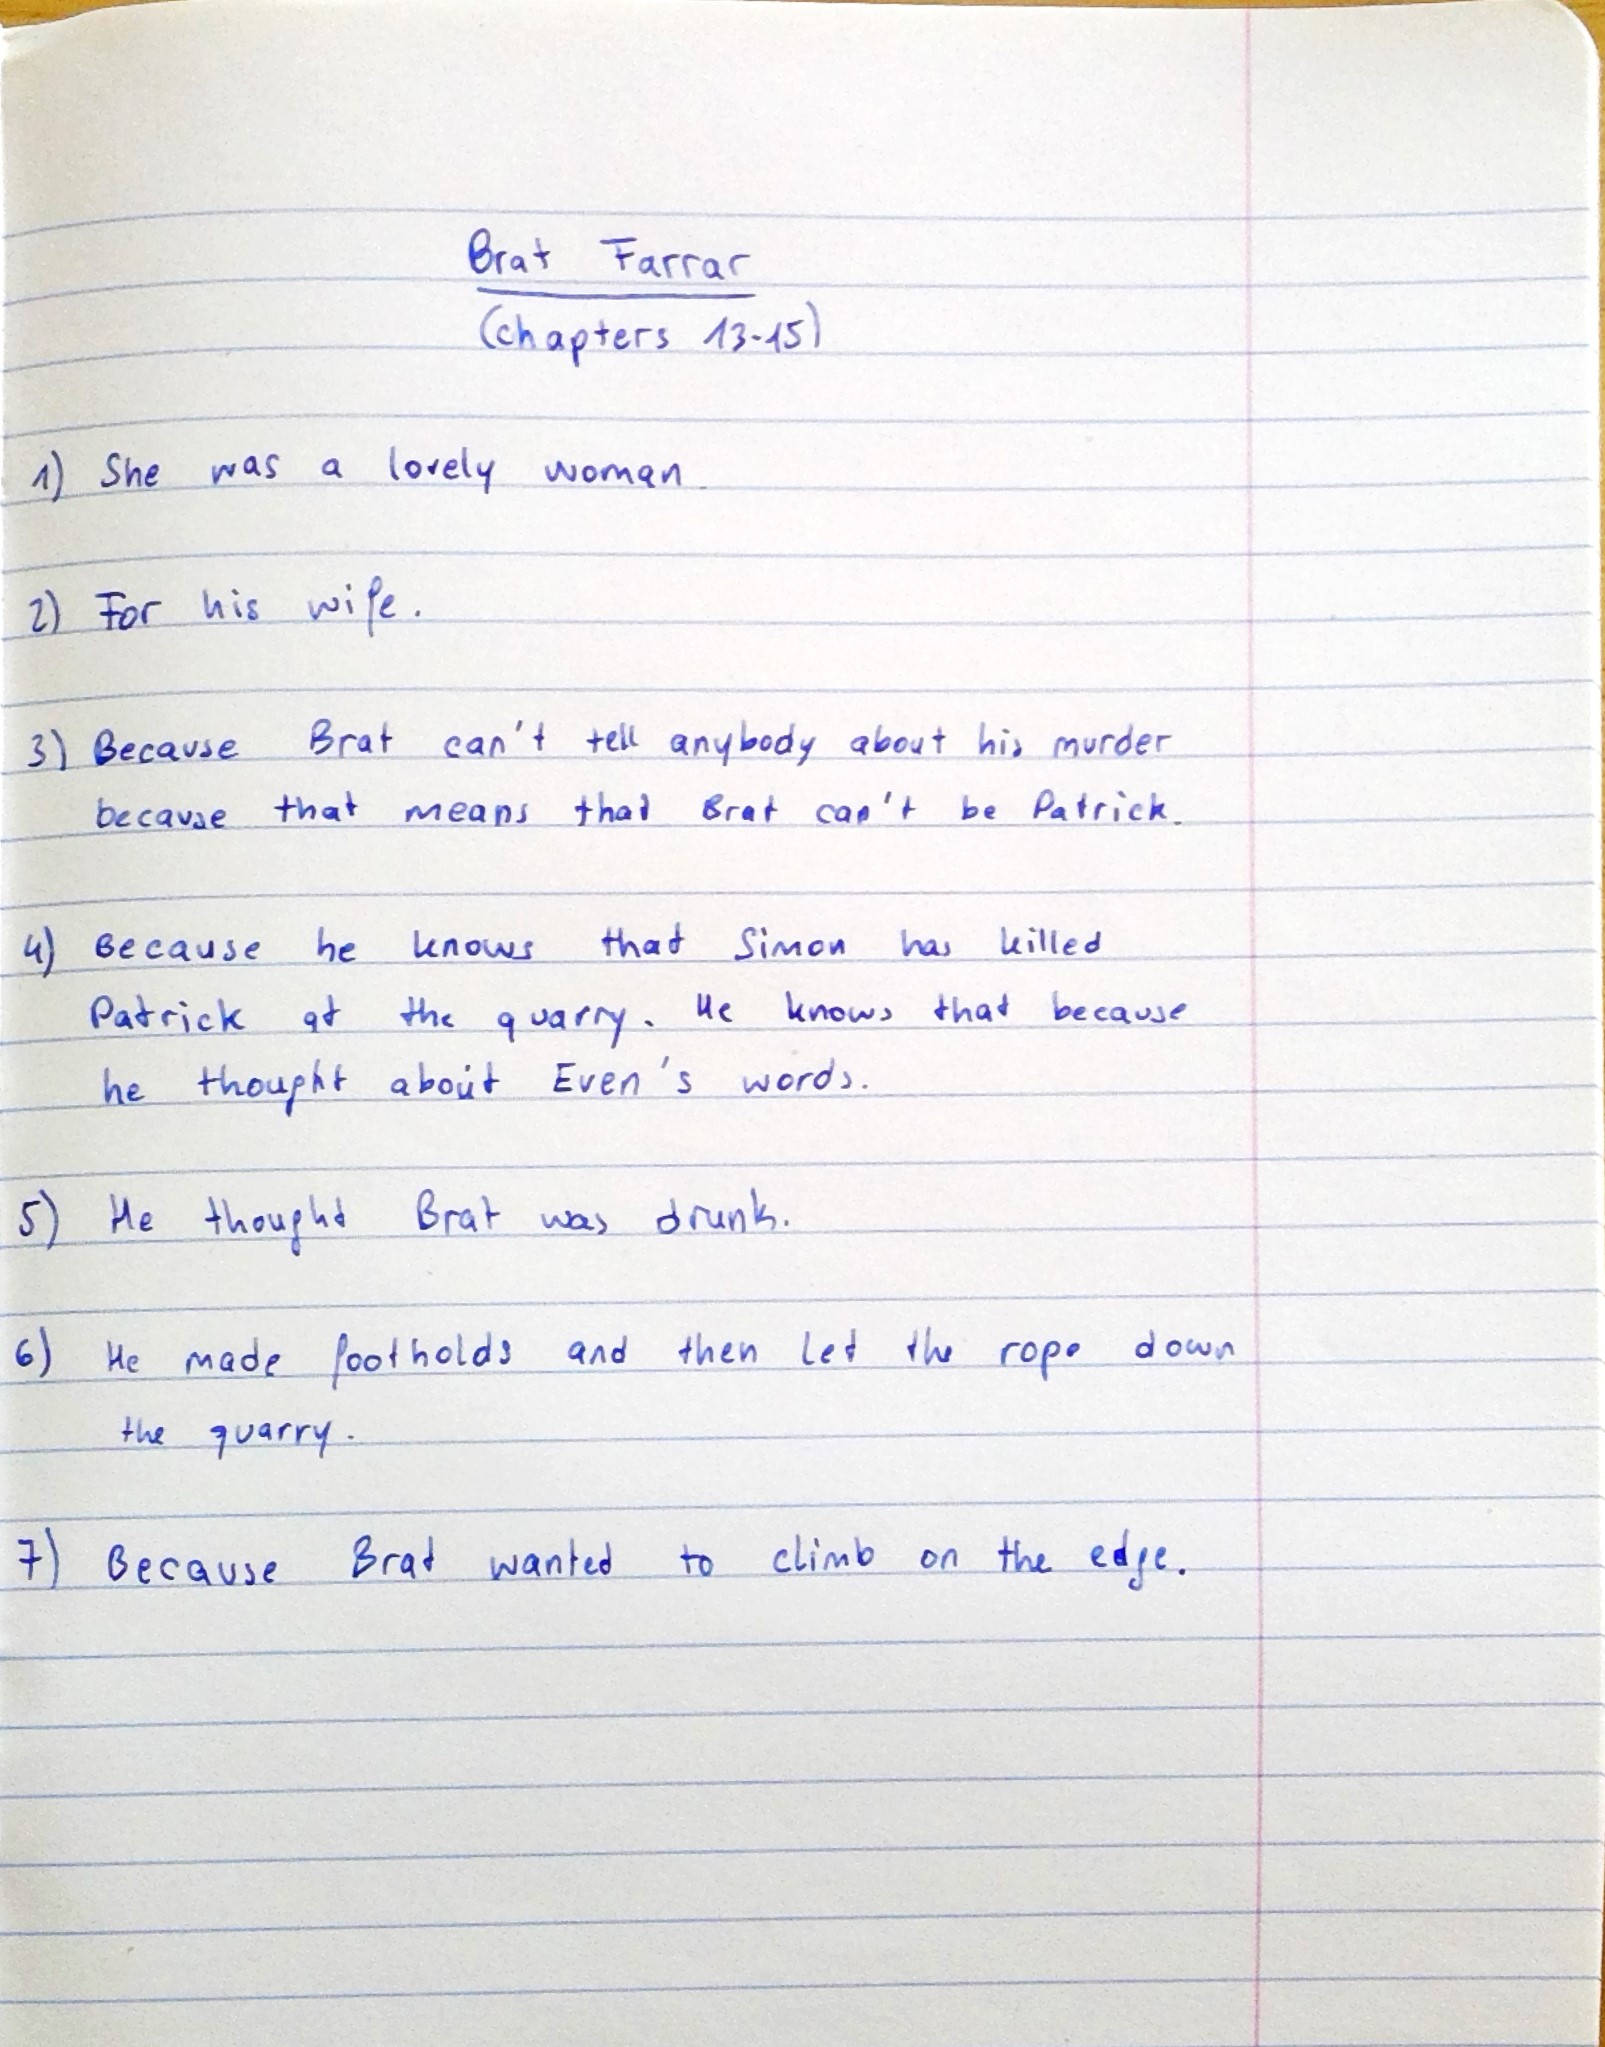 Brat Farrar
(chapters 13-15)
1) She was a lovely woman.
2) For his wife.
3) Because Brat can't tell anybody about his murder
because that means that Brat can't be Patrick.
4) Because he knows that Simon has killed
Patrick at the quarry. He knows that because
he thought about Even's words.
5) He thought Brat was drunk.
6) He made footholds and then let the rope down
the quarry.
7) Because Brat wanted to climb on the edge.